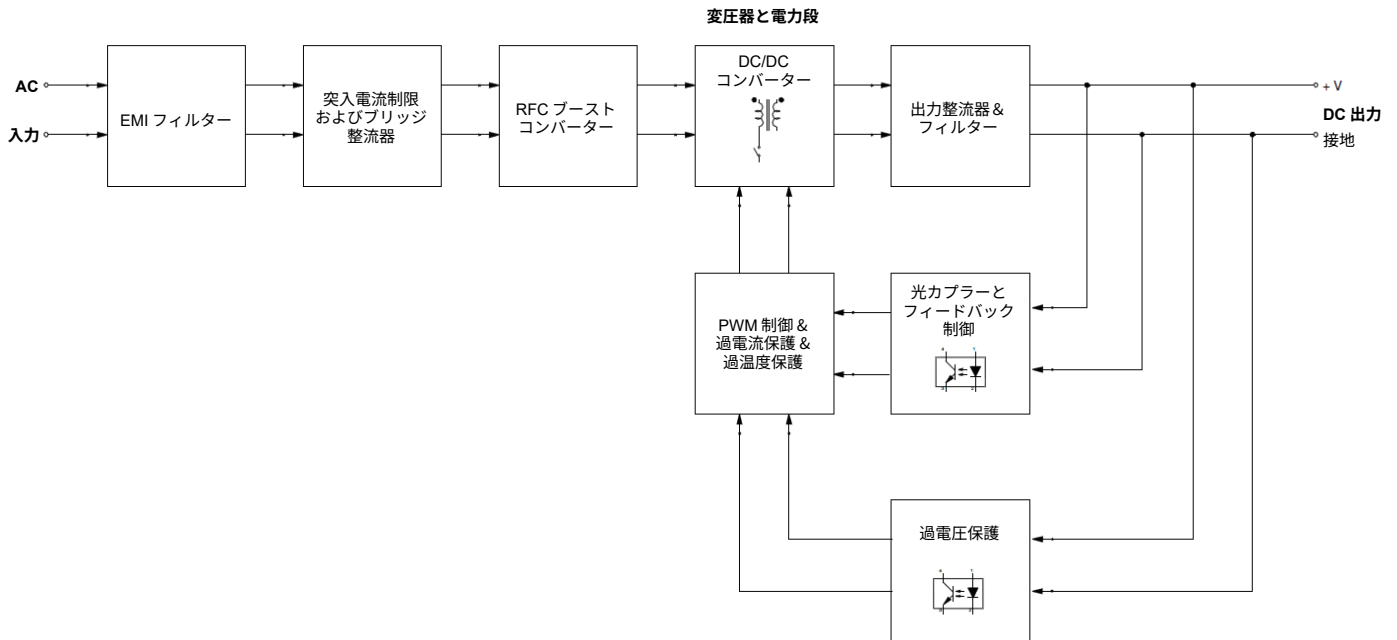 変圧器と電力段
AC
入力
EMI フィルター
突入電流制限
およびブリッジ
整流器
RFC ブースト
コンバーター
DC/DC
コンバーター
出力整流器&
フィルター
+ V
DC 出力
接地
PWM 制御&
過電流保護&
過温度保護
光カプラーと
フィードバック
制御
過電圧保護